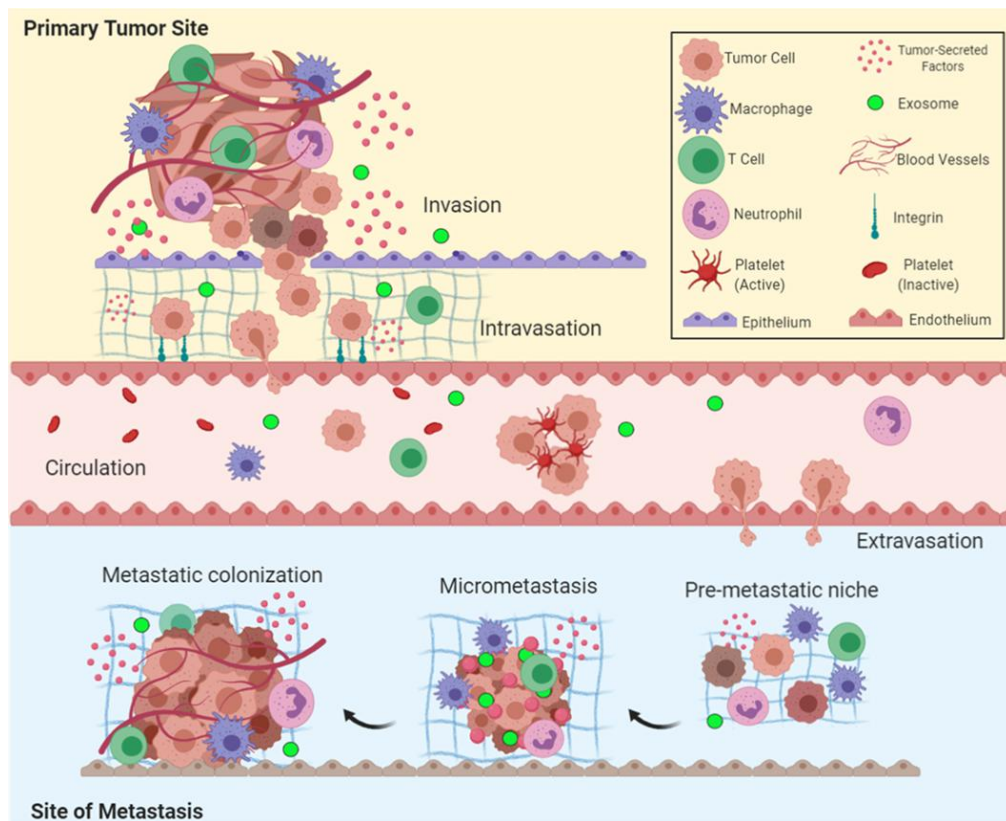 Primary Tumor Site
Tumor Cell
Tumor-Secreted
Factors
Macrophage
Exosome
T Cell
Blood Vessels
Neutrophil
Integrin
Platelet
(Active)
Platelet
(Inactive)
Epithelium
Endothelium
Invasion
Intravasation
Circulation
Extravasation
Metastatic colonization
Micrometastasis
Pre-metastatic niche
Site of Metastasis